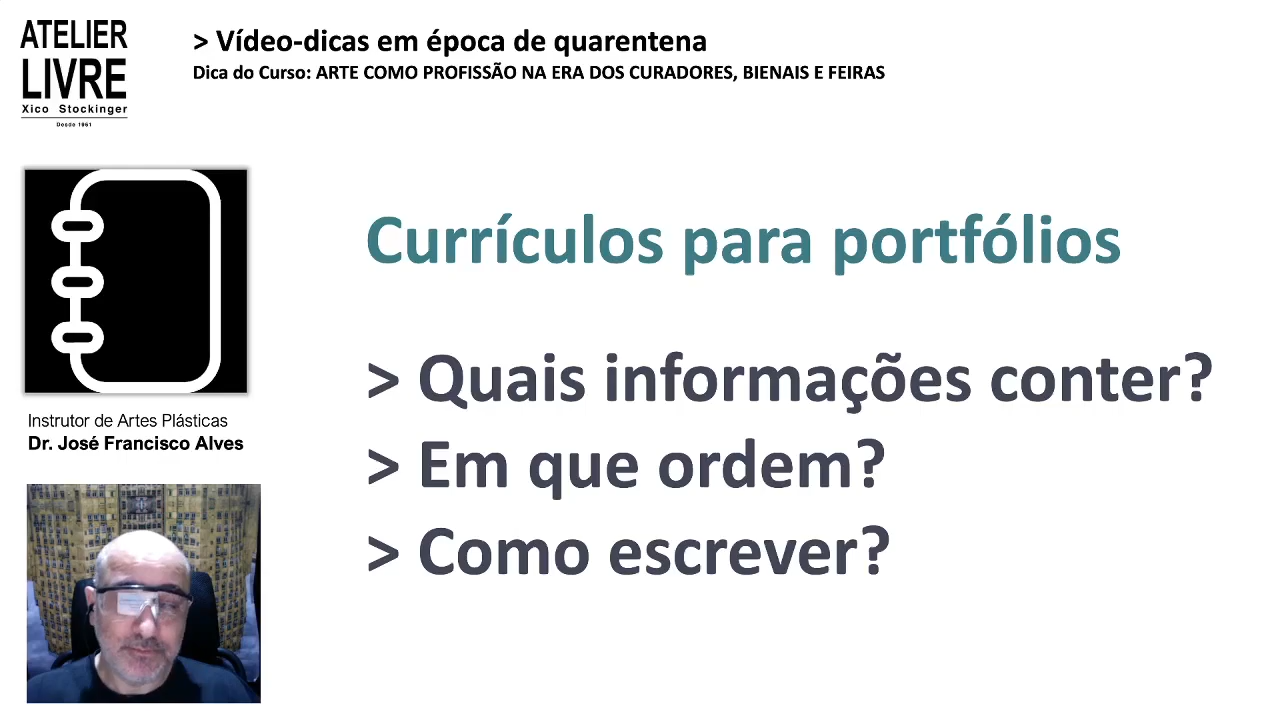 ATELIER
LIVRE
Xico Stockinger
Desde 1961
> Vídeo-dicas em época de quarentena
Dica do Curso: ARTE COMO PROFISSÃO NA ERA DOS CURADORES, BIENAIS E FEIRAS
Instrutor de Artes Plásticas
Dr. José Francisco Alves
Currículos para portfólios
> Quais informações conter?
> Em que ordem?
> Como escrever?